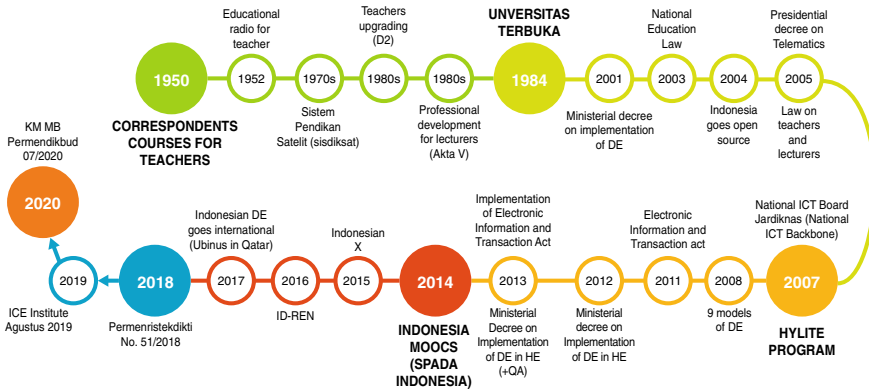 Educational
radio for
teacher
Teachers
upgrading
(D2)
UNVERSITAS
TERBUKA
National
Education
Law
Presidential
decree on
Telematics
1950
1952
1970s
1980s
1980s
1984
2001
2003
2004
2005
CORRESPONDENTS
COURSES FOR
TEACHERS
Sistem
Pendikan
Satelit (sisdiksat)
Professional
development
for lecturers
(Akta V)
Ministerial decree
on implementation
of DE
Indonesia
goes open
source
Law on
teachers
and
lecturers
KM MB
Permendikbud
07/2020
2020
Indonesian DE
goes international
(Ubinus in Qatar)
Indonesian
X
Implementation
of Electronic
Information and
Transaction Act
Electronic
Information and
Transaction act
National ICT Board
Jardiknas (National
ICT Backbone)
2019
2018
2017
2016
2015
2014
2013
2012
2011
2008
2007
ICE Institute
Agustus 2019
Permenristekdikti
No. 51/2018
ID-REN
INDONESIA
MOOCS
(SPADA
INDONESIA)
Ministerial
Decree on
Implementation
of DE in HE
(+QA)
Ministerial
decree on
Implementation
of DE in HE
9 models
of DE
HYLITE
PROGRAM